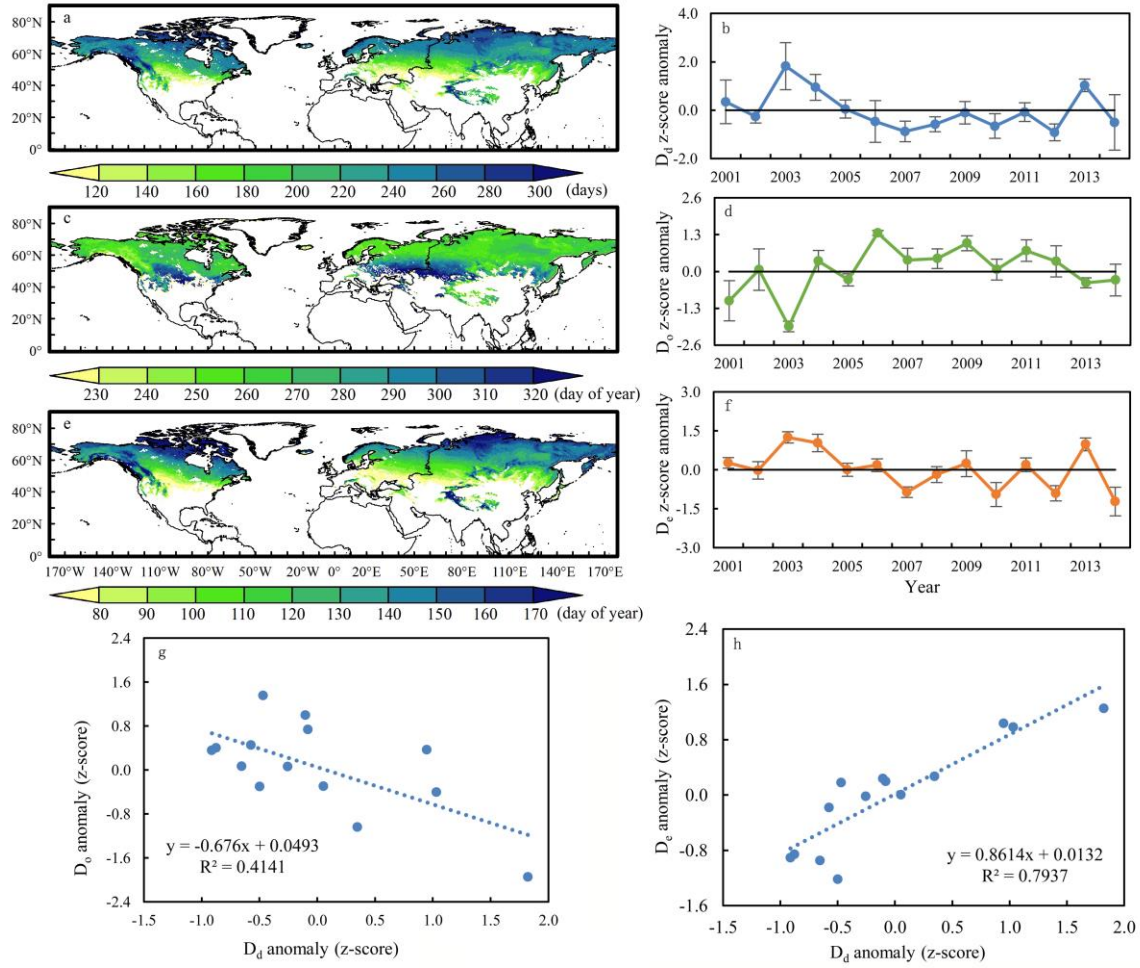 a
80°N
60°N
40°N
20°N
0°
120 140 160 180 200 220 240 260 280 300 (days)
b
D_d z-score anomaly
4.0
2.0
0.0
-2.0
2001 2003 2005 2007 2009 2011 2013
c
80°N
60°N
40°N
20°N
0°
230 240 250 260 270 280 290 300 310 320 (day of year)
d
D_o z-score anomaly
2.6
1.3
0.0
-1.3
-2.6
2001 2003 2005 2007 2009 2011 2013
e
80°N
60°N
40°N
20°N
0°
170°W 140°W 110°W 80°W 50°W 20°W 0° 20°E 50°E 80°E 110°E 140°E 170°E
80 90 100 110 120 130 140 150 160 170 (day of year)
f
D_e z-score anomaly
3.0
1.5
0.0
-1.5
-3.0
2001 2003 2005 2007 2009 2011 2013
Year
g
D_o anomaly (z-score)
2.4
1.6
0.8
0.0
-0.8
-1.6
-2.4
y = -0.676x + 0.0493
R² = 0.4141
-1.5 -1.0 -0.5 0.0 0.5 1.0 1.5 2.0
D_d anomaly (z-score)
h
D_e anomaly (z-score)
2.4
1.6
0.8
0.0
-0.8
-1.6
y = 0.8614x + 0.0132
R² = 0.7937
-1.5 -1.0 -0.5 0.0 0.5 1.0 1.5 2.0
D_d anomaly (z-score)